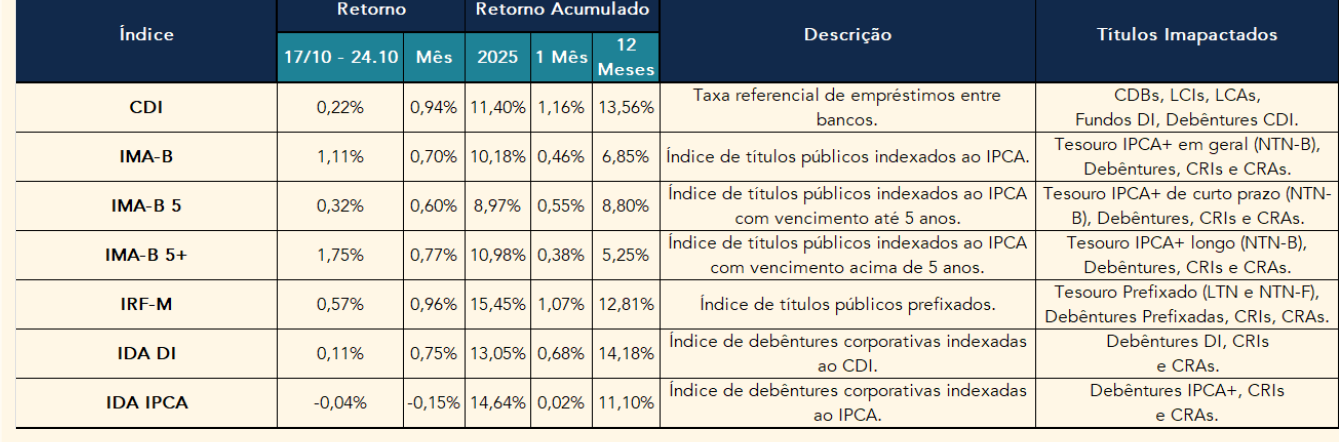 Índice Retorno Retorno Acumulado Descrição Títulos Imapactados
17/10 - 24.10 Mês 2025 1 Mês 12 Meses
CDI 0,22% 0,94% 11,40% 1,16% 13,56% Taxa referencial de empréstimos entre bancos. CDBs, LCIs, LCAs, Fundos DI, Debêntures CDI.
IMA-B 1,11% 0,70% 10,18% 0,46% 6,85% Índice de títulos públicos indexados ao IPCA. Tesouro IPCA+ em geral (NTN-B), Debêntures, CRIs e CRAs.
IMA-B 5 0,32% 0,60% 8,97% 0,55% 8,80% Índice de títulos públicos indexados ao IPCA com vencimento até 5 anos. Tesouro IPCA+ de curto prazo (NTN-B), Debêntures, CRIs e CRAs.
IMA-B 5+ 1,75% 0,77% 10,98% 0,38% 5,25% Índice de títulos públicos indexados ao IPCA com vencimento acima de 5 anos. Tesouro IPCA+ longo (NTN-B), Debêntures, CRIs e CRAs.
IRF-M 0,57% 0,96% 15,45% 1,07% 12,81% Índice de títulos públicos prefixados. Tesouro Prefixado (LTN e NTN-F), Debêntures Prefixadas, CRIs, CRAs.
IDA DI 0,11% 0,75% 13,05% 0,68% 14,18% Índice de debêntures corporativas indexadas ao CDI. Debêntures DI, CRIs e CRAs.
IDA IPCA -0,04% -0,15% 14,64% 0,02% 11,10% Índice de debêntures corporativas indexadas ao IPCA. Debêntures IPCA+, CRIs e CRAs.